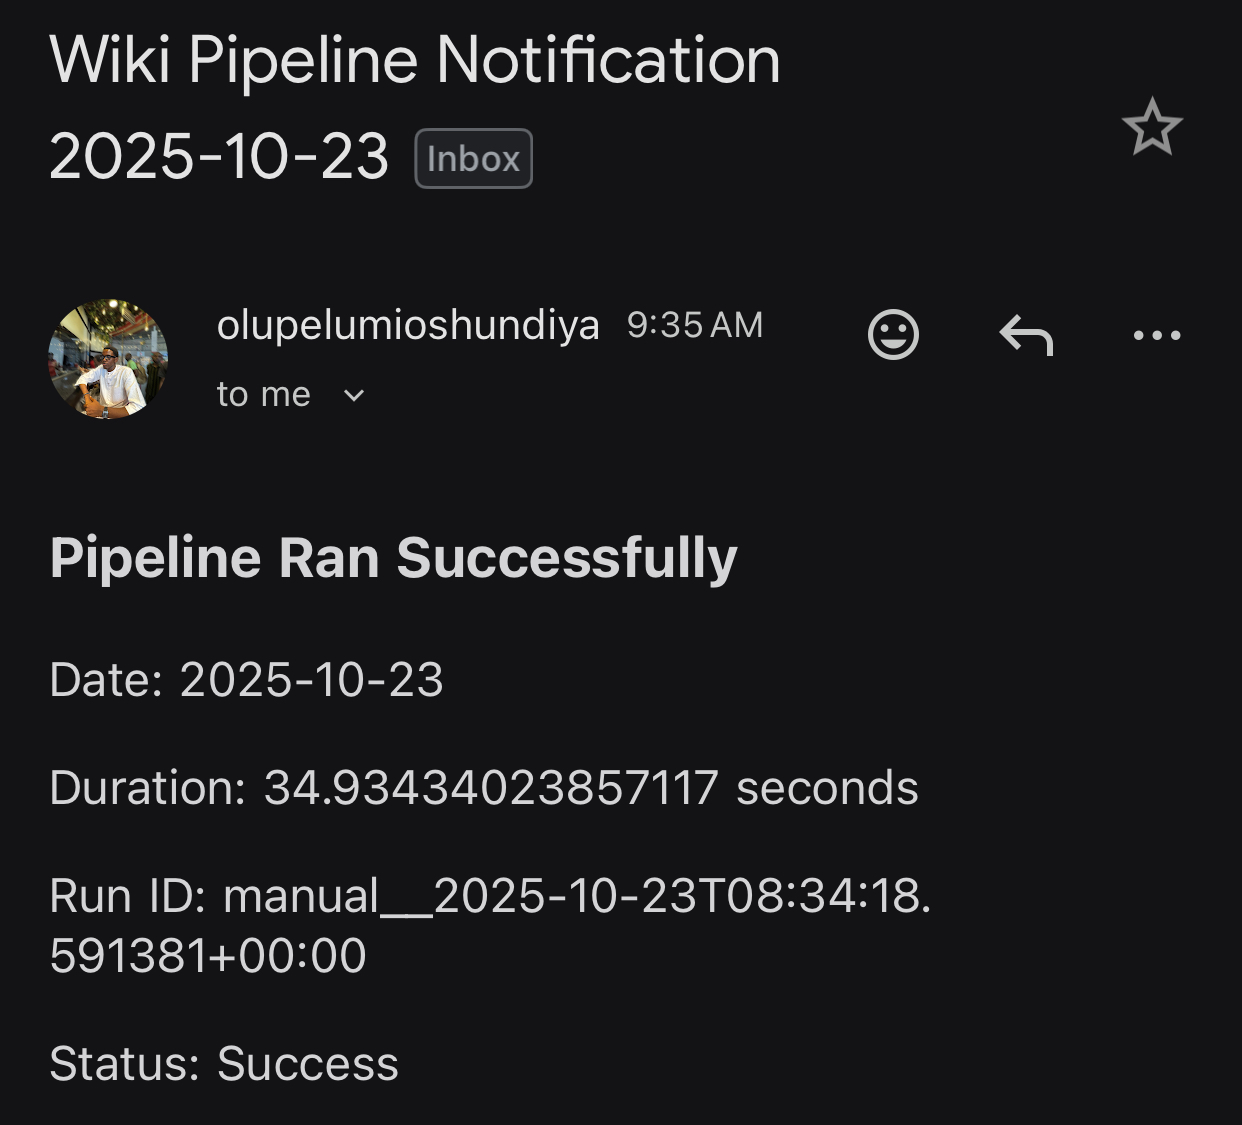 Wiki Pipeline Notification
2025-10-23 Inbox
olupelumioshundiya 9:35 AM
to me
Pipeline Ran Successfully
Date: 2025-10-23
Duration: 34.93434023857117 seconds
Run ID: manual__2025-10-23T08:34:18.
591381+00:00
Status: Success